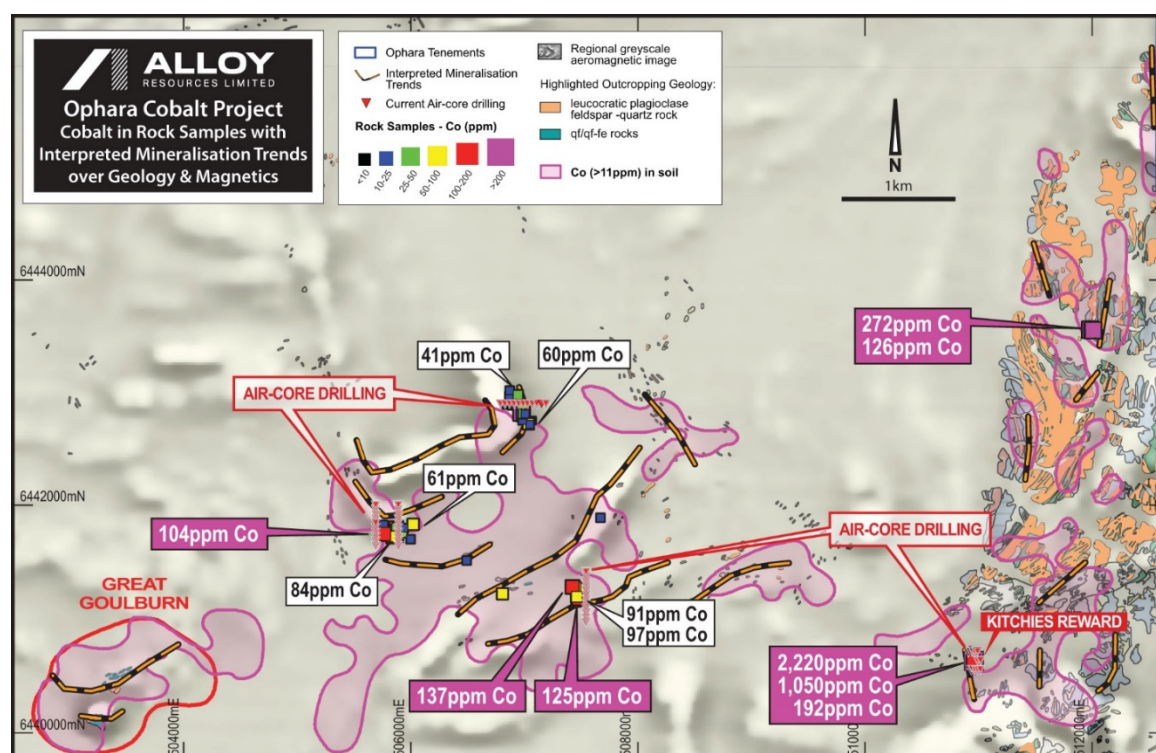 ALLOY
RESOURCES LIMITED
Ophara Cobalt Project
Cobalt in Rock Samples with
Interpreted Mineralisation Trends
over Geology & Magnetics
Ophara Tenements
Interpreted Mineralisation
Trends
Current Air-core drilling
Rock Samples - Co (ppm)
<10
10-25
25-50
50-100
100-200
>200
Regional greyscale
aeromagnetic image
Highlighted Outcropping Geology:
leucocratic plagioclase
feldspar -quartz rock
qf/qf-fe rocks
Co (>11ppm) in soil
N
1km
6444000mN
272ppm Co
126ppm Co
41ppm Co
60ppm Co
AIR-CORE DRILLING
6442000mN
61ppm Co
104ppm Co
84ppm Co
AIR-CORE DRILLING
GREAT
GOULBURN
91ppm Co
97ppm Co
KITCHIES REWARD
2,220ppm Co
1,050ppm Co
192ppm Co
137ppm Co
125ppm Co
6440000mN
604000mE
606000mE
608000mE